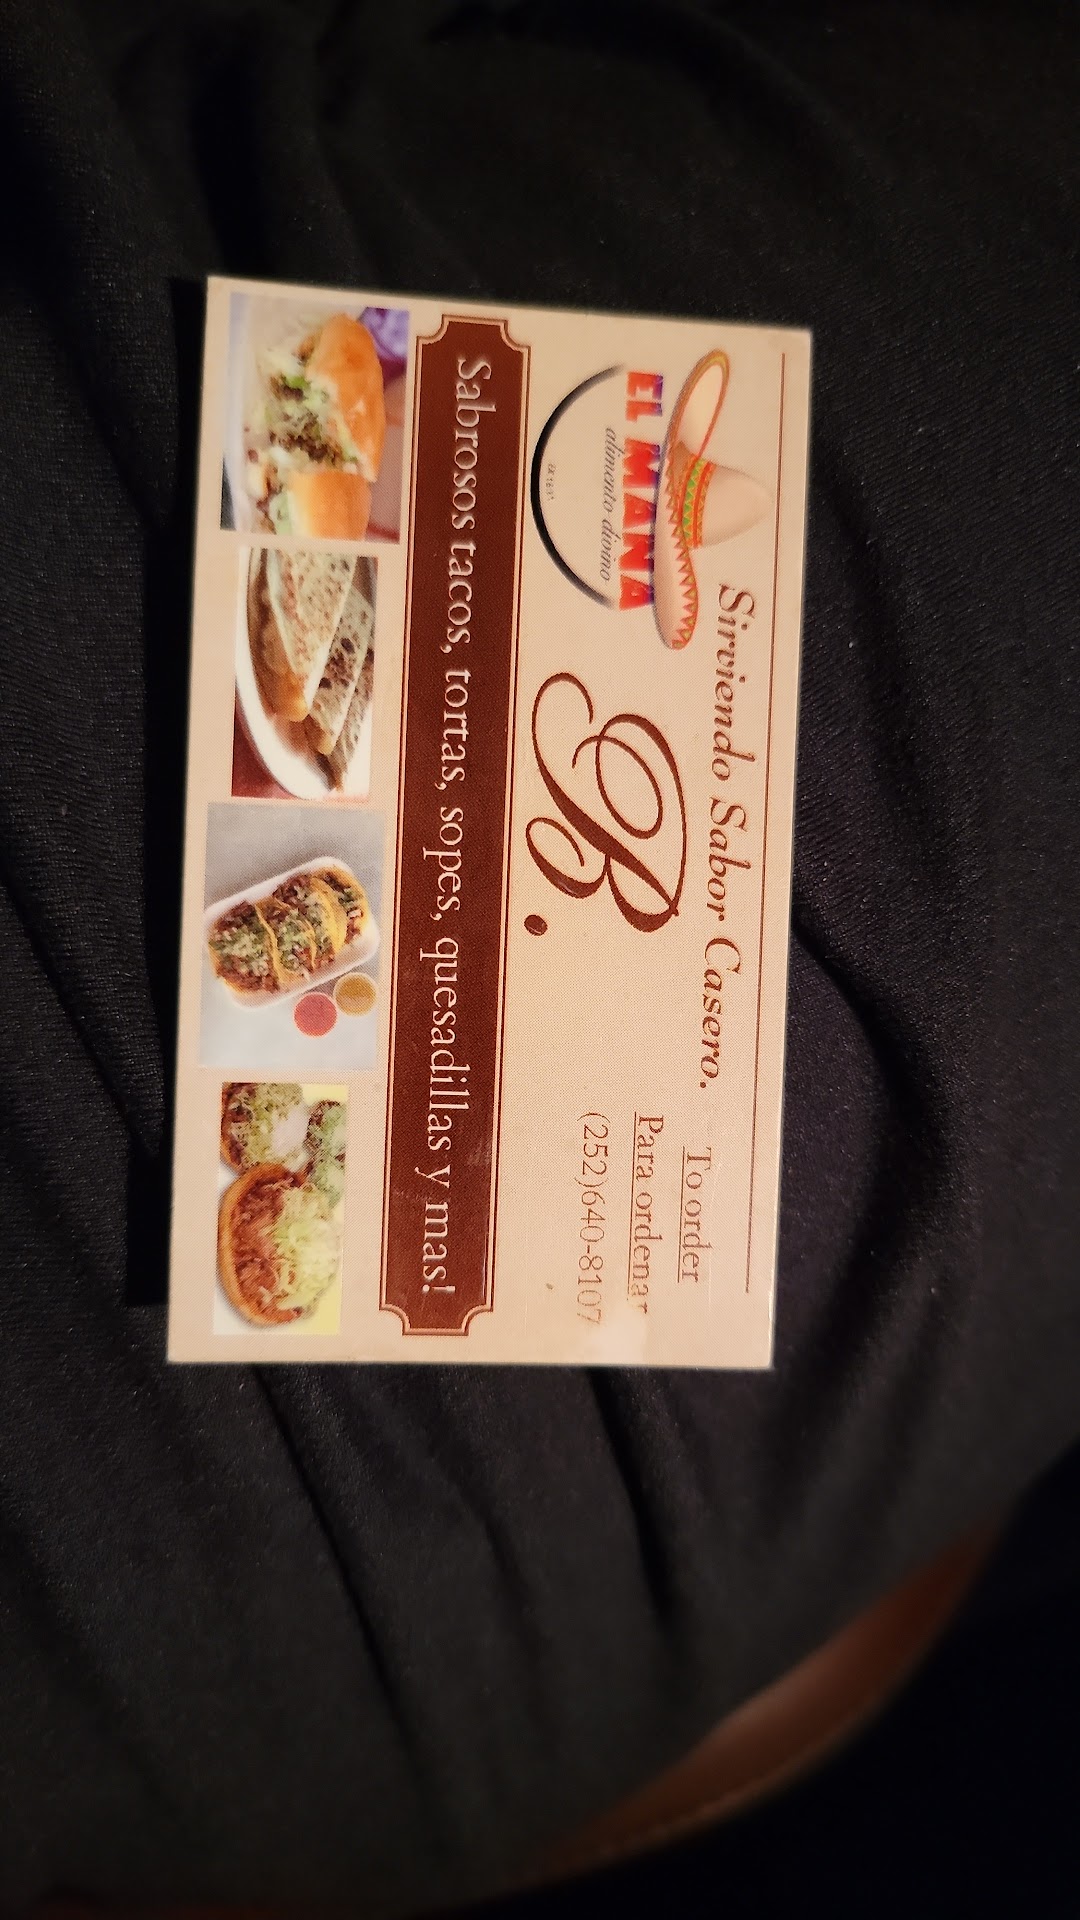 Sirviendo Sabor Casero.
EL MANA
alimento divino
B.
To order
Para ordenar
(252)640-8107
Sabrosos tacos, tortas, sopes, quesadillas y mas!